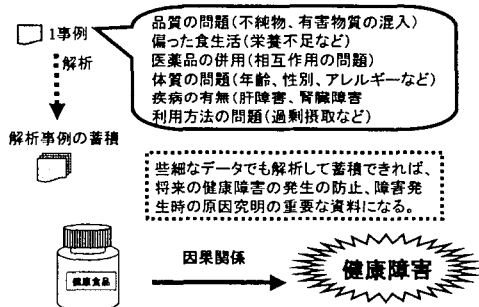 1事例
解析
解析事例の蓄積
品質の問題(不純物、有害物質の混入)
偏った食生活(栄養不足など)
医薬品の併用(相互作用の問題)
体質の問題(年齢、性別、アレルギーなど)
疾病の有無(肝障害、腎臓障害
利用方法の問題(過剰摂取など)
些細なデータでも解析して蓄積できれば、
将来の健康障害の発生の防止、障害発
生時の原因究明の重要な資料になる。
健康食品
因果関係
健康障害